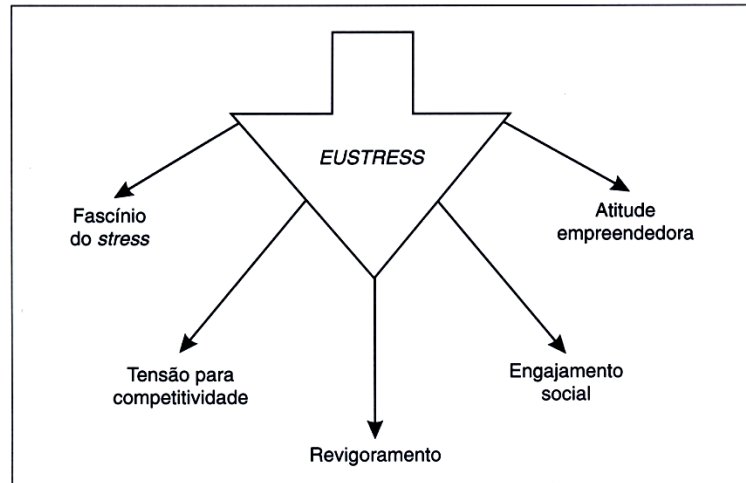 EUSTRESS
Fascínio
do stress
Atitude
empreendedora
Tensão para
competitividade
Engajamento
social
Revigoramento